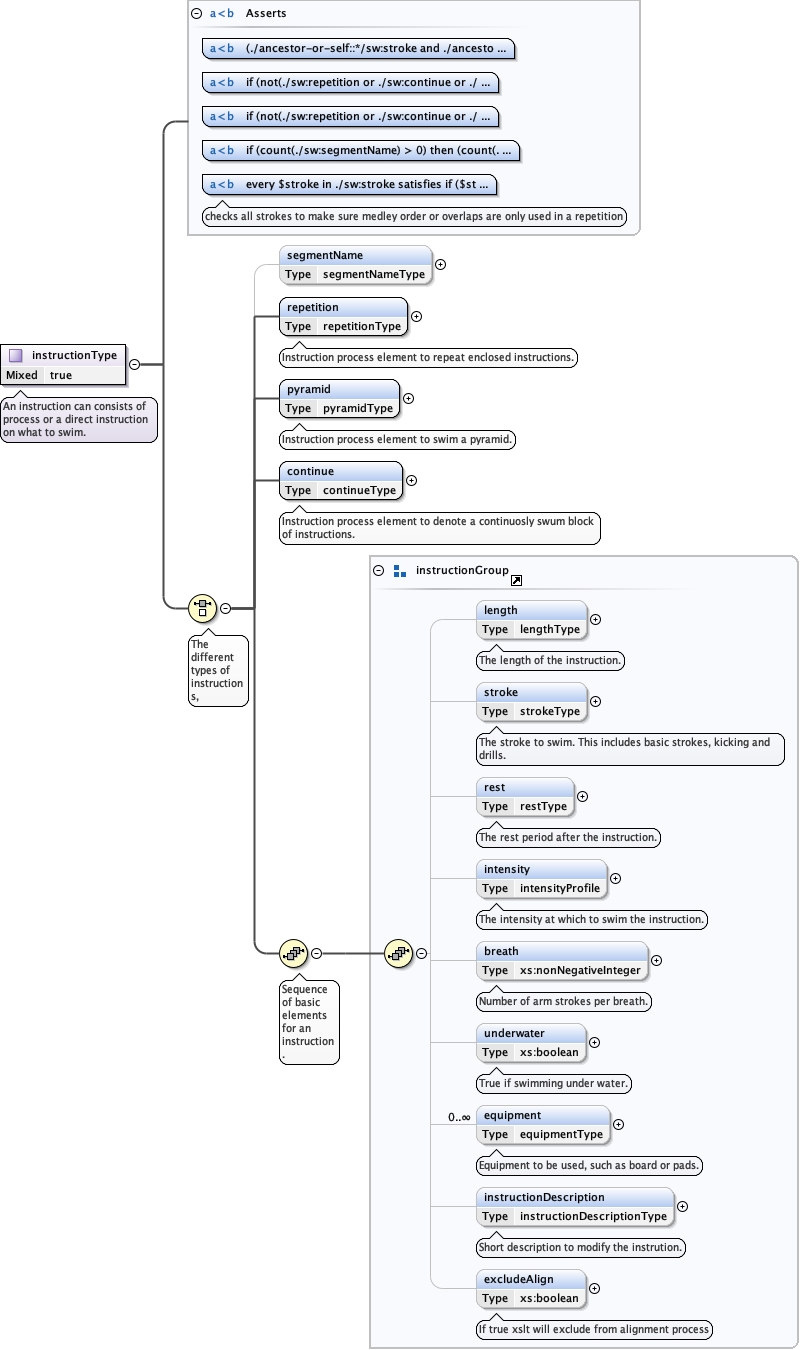 a<b Asserts
a<b (./ancestor-or-self::*/sw:stroke and ./ancesto ...
a<b if (not(./sw:repetition or ./sw:continue or ./ ...
a<b if (not(./sw:repetition or ./sw:continue or ./ ...
a<b if (count(./sw:segmentName) > 0) then (count(. ...
a<b every $stroke in ./sw:stroke satisfies if ($st ...
checks all strokes to make sure medley order or overlaps are only used in a repetition
segmentName
Type segmentNameType
repetition
Type repetitionType
Instruction process element to repeat enclosed instructions.
instructionType
Mixed true
An instruction can consists of
process or a direct instruction
on what to swim.
pyramid
Type pyramidType
Instruction process element to swim a pyramid.
continue
Type continueType
Instruction process element to denote a continuosly swum block
of instructions.
The
different
types of
instruction
s,
instructionGroup
length
Type lengthType
The length of the instruction.
stroke
Type strokeType
The stroke to swim. This includes basic strokes, kicking and
drills.
rest
Type restType
The rest period after the instruction.
intensity
Type intensityProfile
The intensity at which to swim the instruction.
Sequence
of basic
elements
for an
instruction
.
breath
Type xs:nonNegativeInteger
Number of arm strokes per breath.
underwater
Type xs:boolean
True if swimming under water.
0..∞
equipment
Type equipmentType
Equipment to be used, such as board or pads.
instructionDescription
Type instructionDescriptionType
Short description to modify the instrution.
excludeAlign
Type xs:boolean
If true xslt will exclude from alignment process